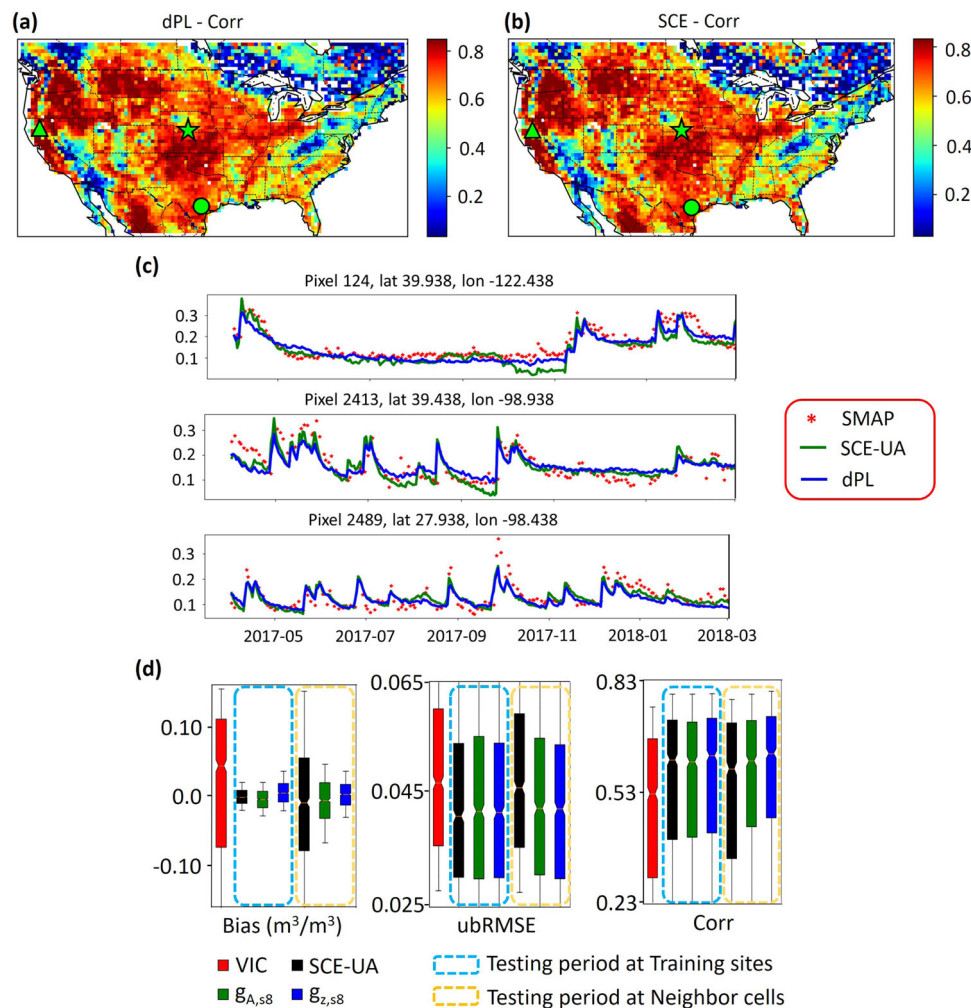 (a) dPL - Corr
0.8
0.6
0.4
0.2
(b) SCE - Corr
0.8
0.6
0.4
0.2
(c)
Pixel 124, lat 39.938, lon -122.438
0.3
0.2
0.1
Pixel 2413, lat 39.438, lon -98.938
0.3
0.2
0.1
Pixel 2489, lat 27.938, lon -98.438
0.3
0.2
0.1
2017-05 2017-07 2017-09 2017-11 2018-01 2018-03
SMAP
SCE-UA
dPL
(d)
0.10
0.0
-0.10
Bias (m³/m³)
0.065
0.045
0.025
ubRMSE
0.83
0.53
0.23
Corr
VIC SCE-UA
g_A,s8 g_z,s8
Testing period at Training sites
Testing period at Neighbor cells